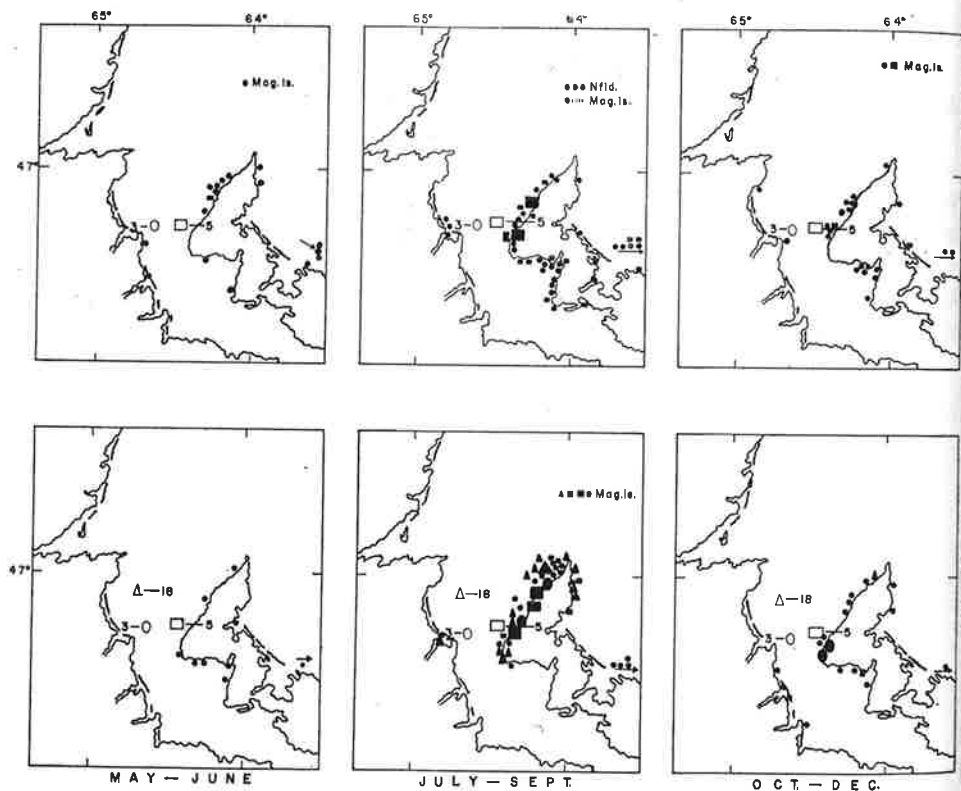 65° 64° 65° 64° 65° 64°
Mag.Is.
Nfld.
Mag.Is.
Mag.Is.
47°
3-O
—5
3-O
—5
3-O
—5
Mag.Is.
47°
—18
—18
—18
3-O
—5
3-O
—5
3-O
—5
MAY—JUNE JULY—SEPT. OCT.—DEC.